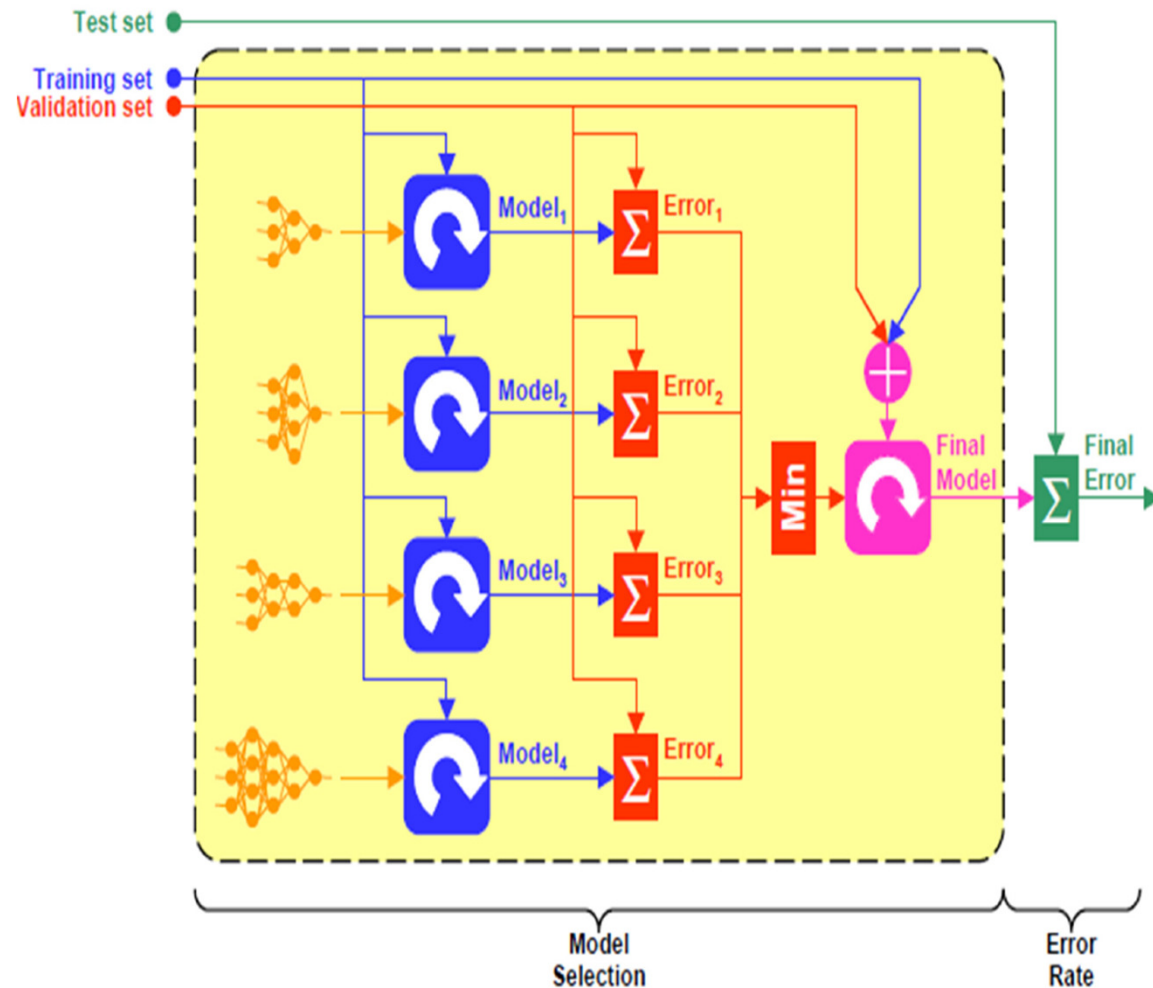 Test set
Training set
Validation set
Model1
Σ
Error1
Model2
Σ
Error2
Min
Final
Model
Σ
Final
Error
Model3
Σ
Error3
Model4
Σ
Error4
Model
Selection
Error
Rate